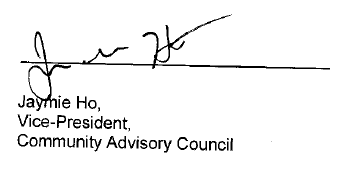 Jaymie Ho,
Vice-President,
Community Advisory Council